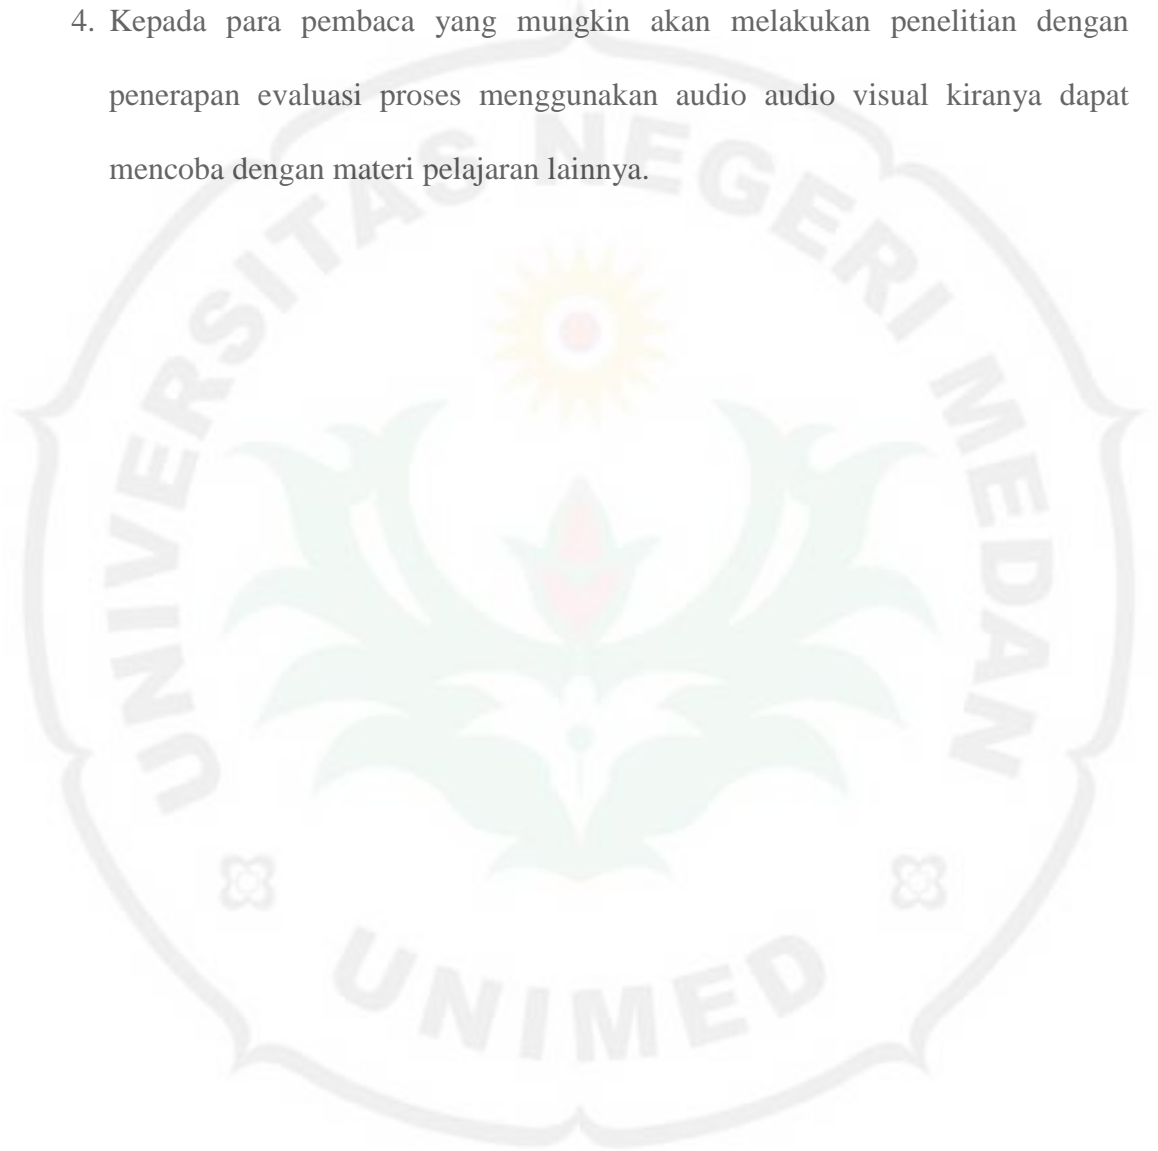 4. Kepada para pembaca yang mungkin akan melakukan penelitian dengan
penerapan evaluasi proses menggunakan audio audio visual kiranya dapat
mencoba dengan materi pelajaran lainnya.
UNIVERSITAS NEGERI MEDAN
UNIMED